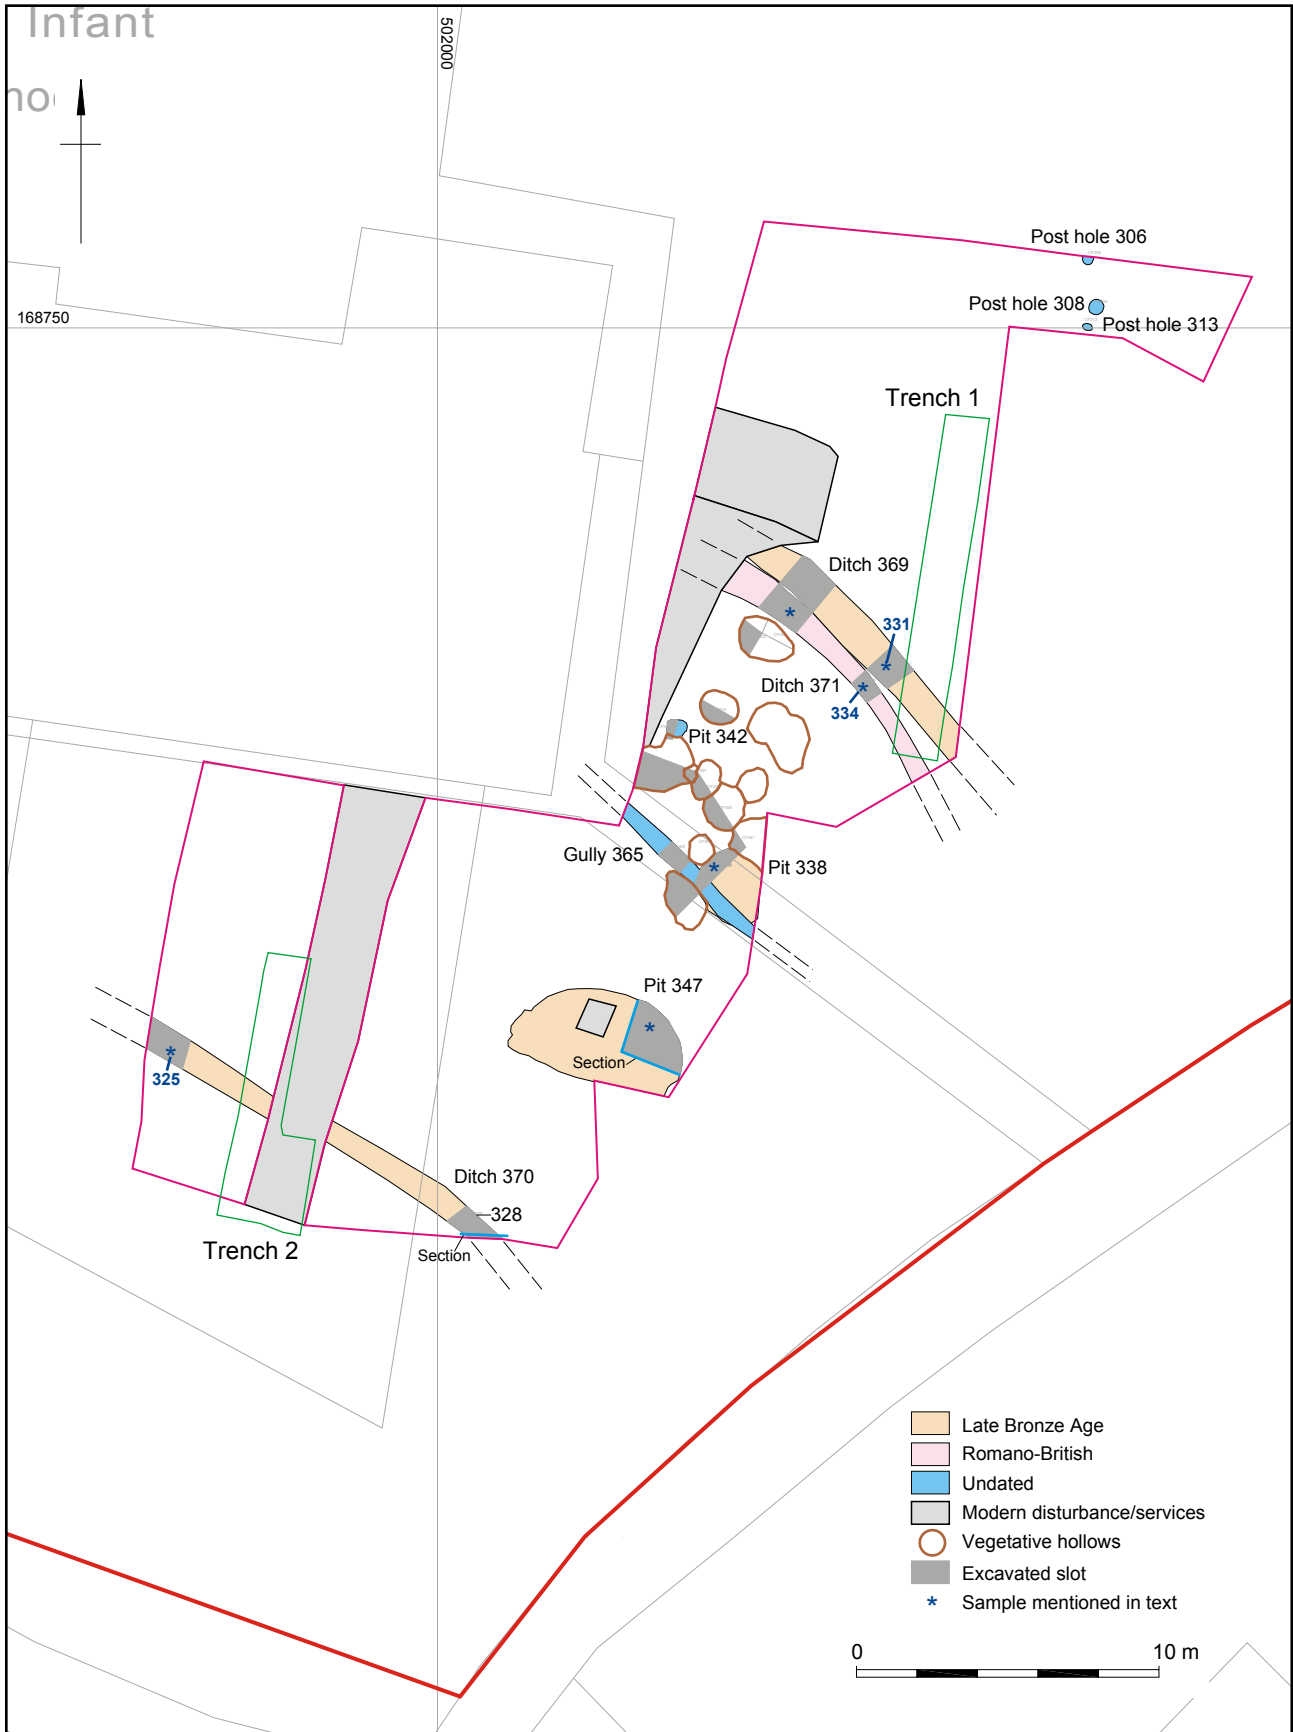 Infant
502000
168750
Post hole 306
Post hole 308
Post hole 313
Trench 1
Ditch 369
331
Ditch 371
334
Pit 342
Gully 365
Pit 338
Pit 347
Section
325
Ditch 370
328
Section
Trench 2
Late Bronze Age
Romano-British
Undated
Modern disturbance/services
Vegetative hollows
Excavated slot
* Sample mentioned in text
0 10 m